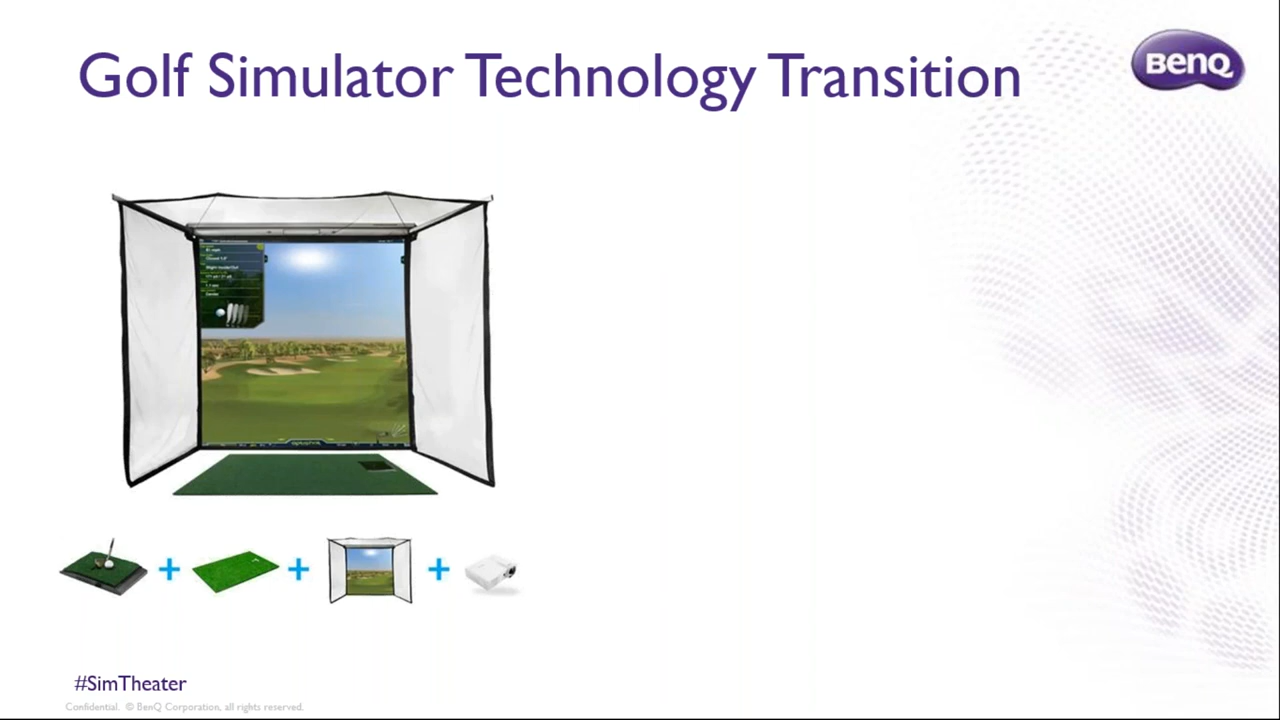 Golf Simulator Technology Transition
BenQ
#SimTheater
Confidential. © BenQ Corporation, all rights reserved.